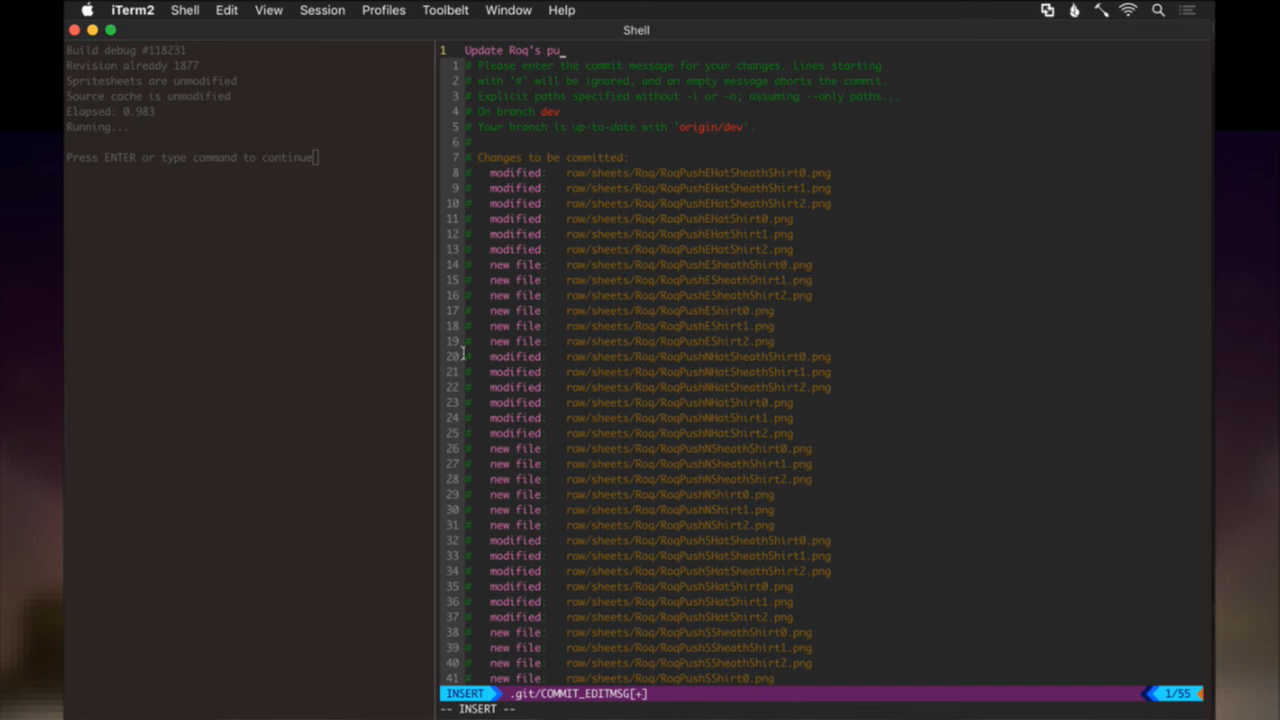 iTerm2 Shell Edit View Session Profiles Toolbelt Window Help
Shell
Build debug #118231
Revision already 1877
Spritesheets are unmodified
Source cache is unmodified
Elapsed: 0.983
Running...
Press ENTER or type command to continue
1 Update Roq's pu_
1 # Please enter the commit message for your changes. Lines starting
2 # with '#' will be ignored, and an empty message aborts the commit.
3 # Explicit paths specified without -i or -o; assuming --only paths...
4 # On branch dev
5 # Your branch is up-to-date with 'origin/dev'.
6 #
7 # Changes to be committed:
8 # modified: raw/sheets/Roq/RoqPushEHatSheathShirt0.png
9 # modified: raw/sheets/Roq/RoqPushEHatSheathShirt1.png
10 # modified: raw/sheets/Roq/RoqPushEHatSheathShirt2.png
11 # modified: raw/sheets/Roq/RoqPushEHatShirt0.png
12 # modified: raw/sheets/Roq/RoqPushEHatShirt1.png
13 # modified: raw/sheets/Roq/RoqPushEHatShirt2.png
14 # new file: raw/sheets/Roq/RoqPushESheathShirt0.png
15 # new file: raw/sheets/Roq/RoqPushESheathShirt1.png
16 # new file: raw/sheets/Roq/RoqPushESheathShirt2.png
17 # new file: raw/sheets/Roq/RoqPushEShirt0.png
18 # new file: raw/sheets/Roq/RoqPushEShirt1.png
19 # new file: raw/sheets/Roq/RoqPushEShirt2.png
20 # modified: raw/sheets/Roq/RoqPushNHatSheathShirt0.png
21 # modified: raw/sheets/Roq/RoqPushNHatSheathShirt1.png
22 # modified: raw/sheets/Roq/RoqPushNHatSheathShirt2.png
23 # modified: raw/sheets/Roq/RoqPushNHatShirt0.png
24 # modified: raw/sheets/Roq/RoqPushNHatShirt1.png
25 # modified: raw/sheets/Roq/RoqPushNHatShirt2.png
26 # new file: raw/sheets/Roq/RoqPushNSheathShirt0.png
27 # new file: raw/sheets/Roq/RoqPushNSheathShirt1.png
28 # new file: raw/sheets/Roq/RoqPushNSheathShirt2.png
29 # new file: raw/sheets/Roq/RoqPushNShirt0.png
30 # new file: raw/sheets/Roq/RoqPushNShirt1.png
31 # new file: raw/sheets/Roq/RoqPushNShirt2.png
32 # modified: raw/sheets/Roq/RoqPushSHatSheathShirt0.png
33 # modified: raw/sheets/Roq/RoqPushSHatSheathShirt1.png
34 # modified: raw/sheets/Roq/RoqPushSHatSheathShirt2.png
35 # modified: raw/sheets/Roq/RoqPushSHatShirt0.png
36 # modified: raw/sheets/Roq/RoqPushSHatShirt1.png
37 # modified: raw/sheets/Roq/RoqPushSHatShirt2.png
38 # new file: raw/sheets/Roq/RoqPushSSheathShirt0.png
39 # new file: raw/sheets/Roq/RoqPushSSheathShirt1.png
40 # new file: raw/sheets/Roq/RoqPushSSheathShirt2.png
41 # new file: raw/sheets/Roq/RoqPushSShirt0.png
INSERT .git/COMMIT_EDITMSG[+] 1/55
-- INSERT --